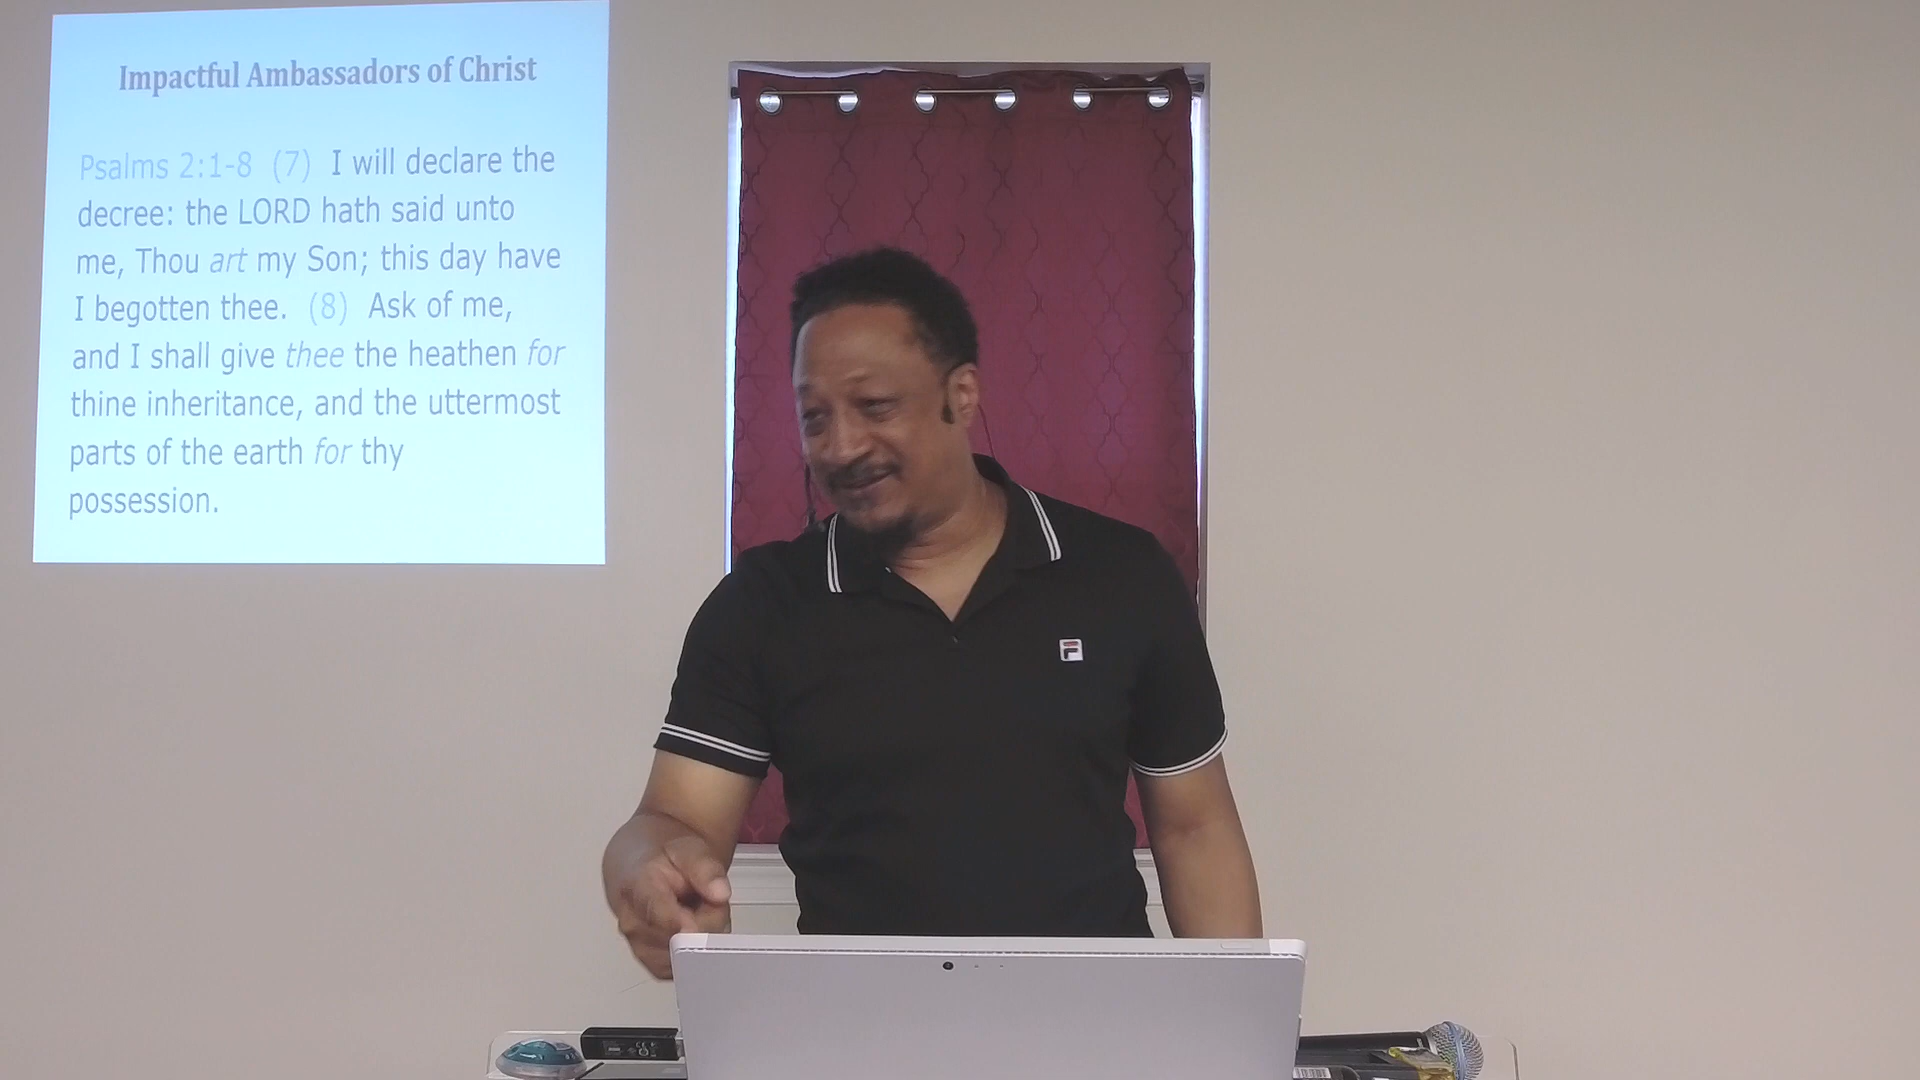 Impactful Ambassadors of Christ
Psalms 2:1-8 (7) I will declare the
decree: the LORD hath said unto
me, Thou art my Son; this day have
I begotten thee. (8) Ask of me,
and I shall give thee the heathen for
thine inheritance, and the uttermost
parts of the earth for thy
possession.